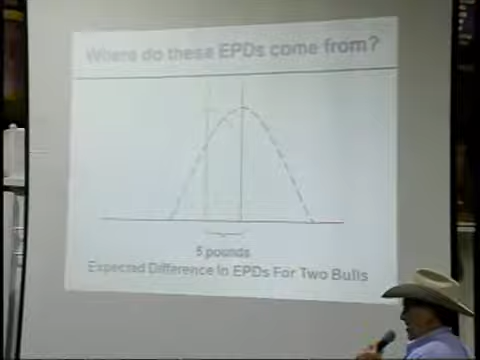 Where do these EPDs come from?
5 pounds
Expected Difference In EPDs For Two Bulls